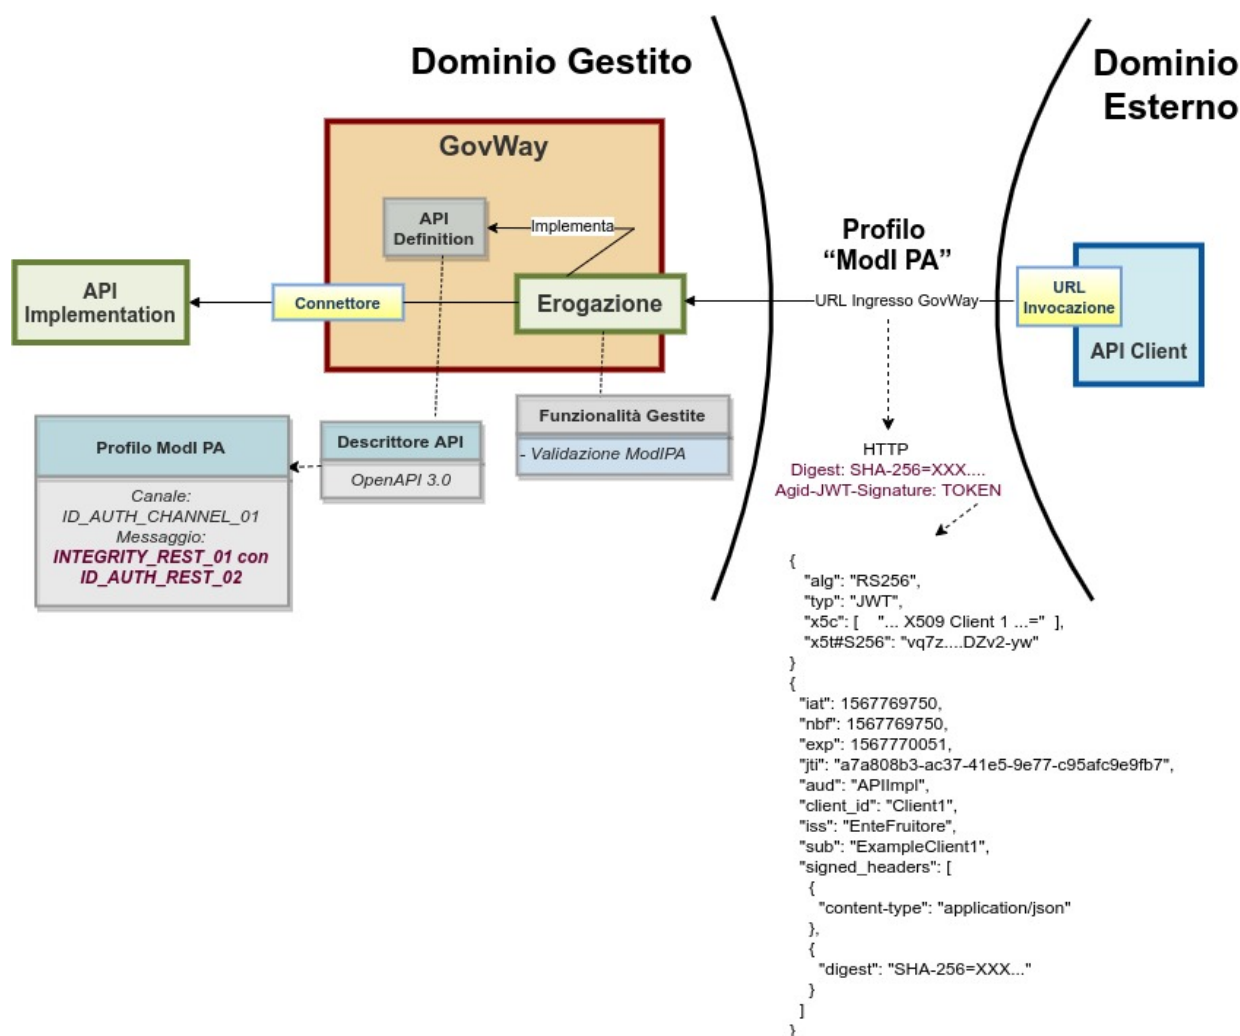 Dominio Gestito
Dominio
Esterno
GovWay
API
Definition
Implementa
Profilo
“ModI PA”
API
Implementation
Connettore
Erogazione
URL Ingresso GovWay
URL
Invocazione
API Client
Profilo ModI PA
Canale:
ID_AUTH_CHANNEL_01
Messaggio:
INTEGRITY_REST_01 con
ID_AUTH_REST_02
Descrittore API
OpenAPI 3.0
Funzionalità Gestite
- Validazione ModIPA
HTTP
Digest: SHA-256=XXX....
Agid-JWT-Signature: TOKEN
{
"alg": "RS256",
"typ": "JWT",
"x5c": [ "... X509 Client 1 ...=" ],
"x5t#S256": "vq7z....DZv2-yw"
}
{
"iat": 1567769750,
"nbf": 1567769750,
"exp": 1567770051,
"jti": "a7a808b3-ac37-41e5-9e77-c95afc9e9fb7",
"aud": "APIImpl",
"client_id": "Client1",
"iss": "EnteFruitore",
"sub": "ExampleClient1",
"signed_headers": [
{
"content-type": "application/json"
},
{
"digest": "SHA-256=XXX..."
}
]
}